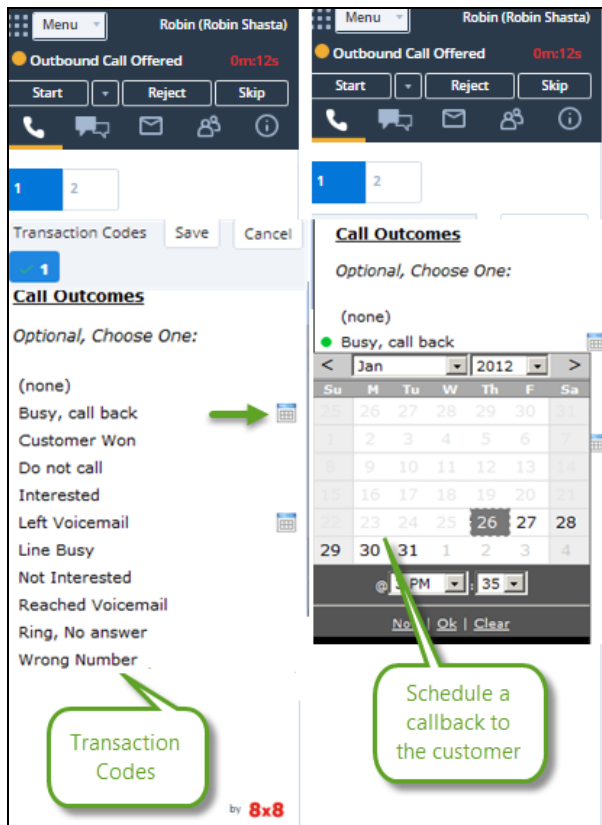 Menu
Robin (Robin Shasta)
Outbound Call Offered 0m:12s
Start Reject Skip
1 2
Transaction Codes Save Cancel
1
Call Outcomes
Optional, Choose One:
(none)
Busy, call back
Customer Won
Do not call
Interested
Left Voicemail
Line Busy
Not Interested
Reached Voicemail
Ring, No answer
Wrong Number
Transaction
Codes
by 8x8
Menu
Robin (Robin Shasta)
Outbound Call Offered 0m:12s
Start Reject Skip
1 2
Call Outcomes
Optional, Choose One:
(none)
Busy, call back
< Jan 2012 >
Su M Tu W Th F Sa
25 26 27 28 29 30 31
1 2 3 4 5 6 7
8 9 10 11 12 13 14
15 16 17 18 19 20 21
22 23 24 25 26 27 28
29 30 31 1 2 3 4
@ PM : 35
| Ok | Clear
Schedule a
callback to
the customer